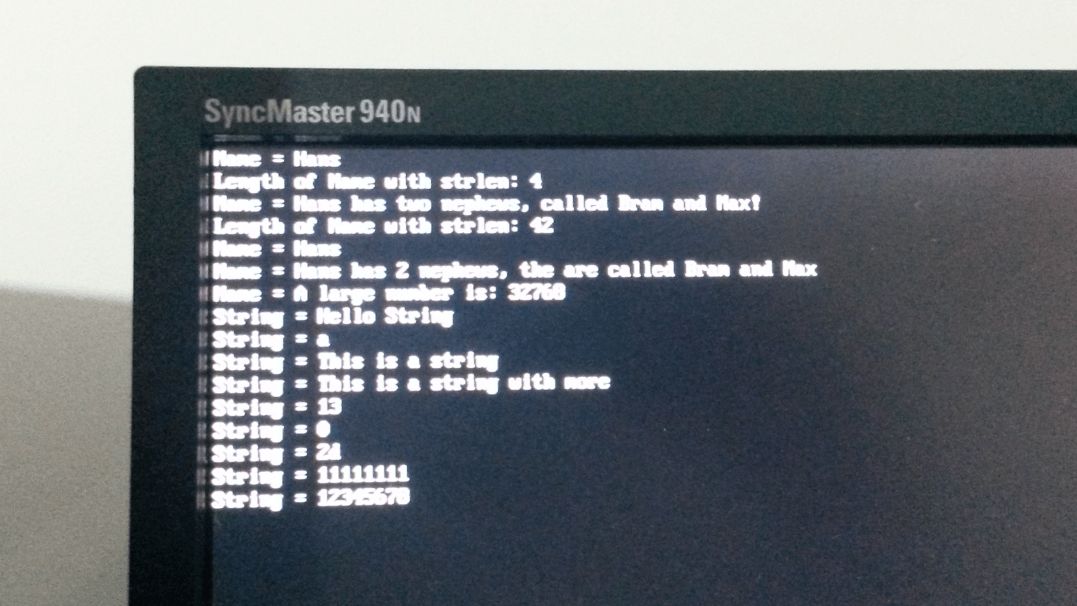 SyncMaster 940N
Name = Hans
Length of Name with strlen: 4
Name = Hans has two nephews, called Bram and Max!
Length of Name with strlen: 42
Name = Hans
Name = Hans has 2 nephews, the are called Bram and Max
Name = A large number is: 32768
String = Hello String
String = a
String = This is a string
String = This is a string with more
String = 13
String = 0
String = 2d
String = 11111111
String = 12345678